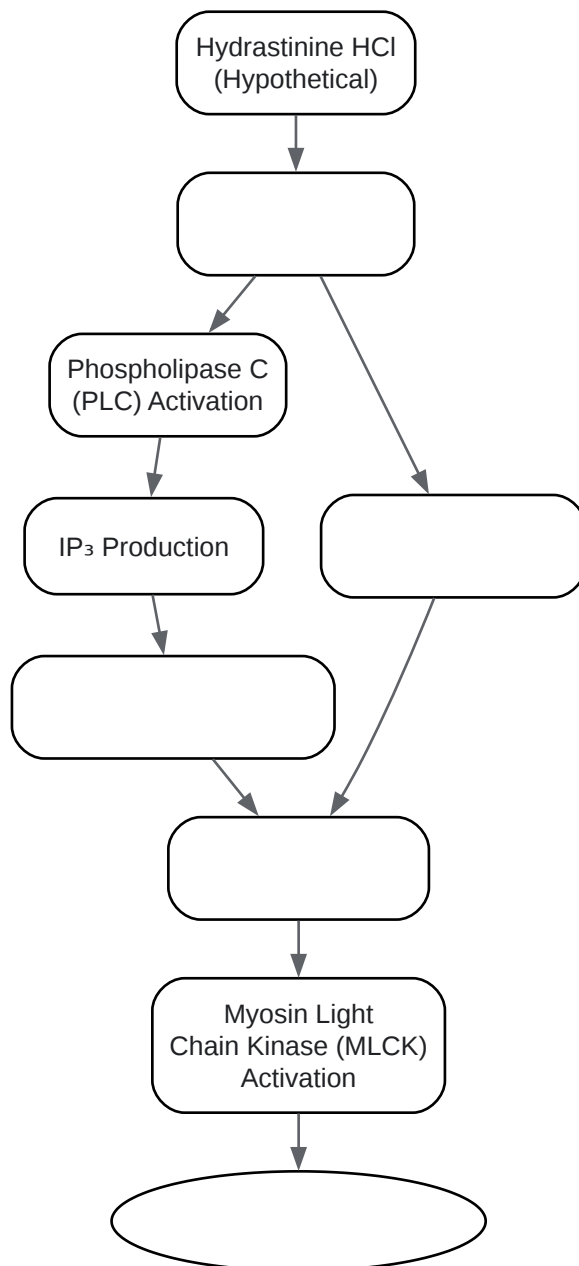 Hydrastinine HCl
(Hypothetical)
Phospholipase C
(PLC) Activation
IP₃ Production
Myosin Light
Chain Kinase (MLCK)
Activation